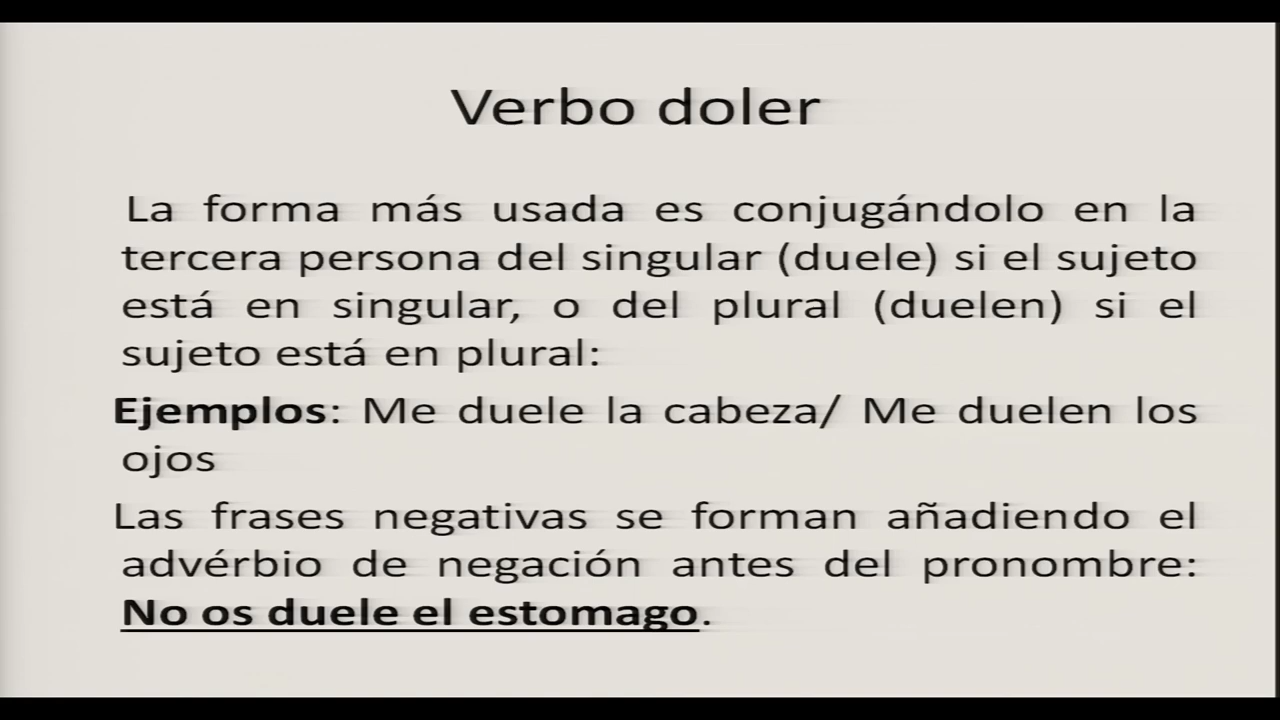 Verbo doler
La forma más usada es conjugándolo en la
tercera persona del singular (duele) si el sujeto
está en singular, o del plural (duelen) si el
sujeto está en plural:
Ejemplos: Me duele la cabeza/ Me duelen los
ojos
Las frases negativas se forman añadiendo el
advérbio de negación antes del pronombre:
No os duele el estomago.